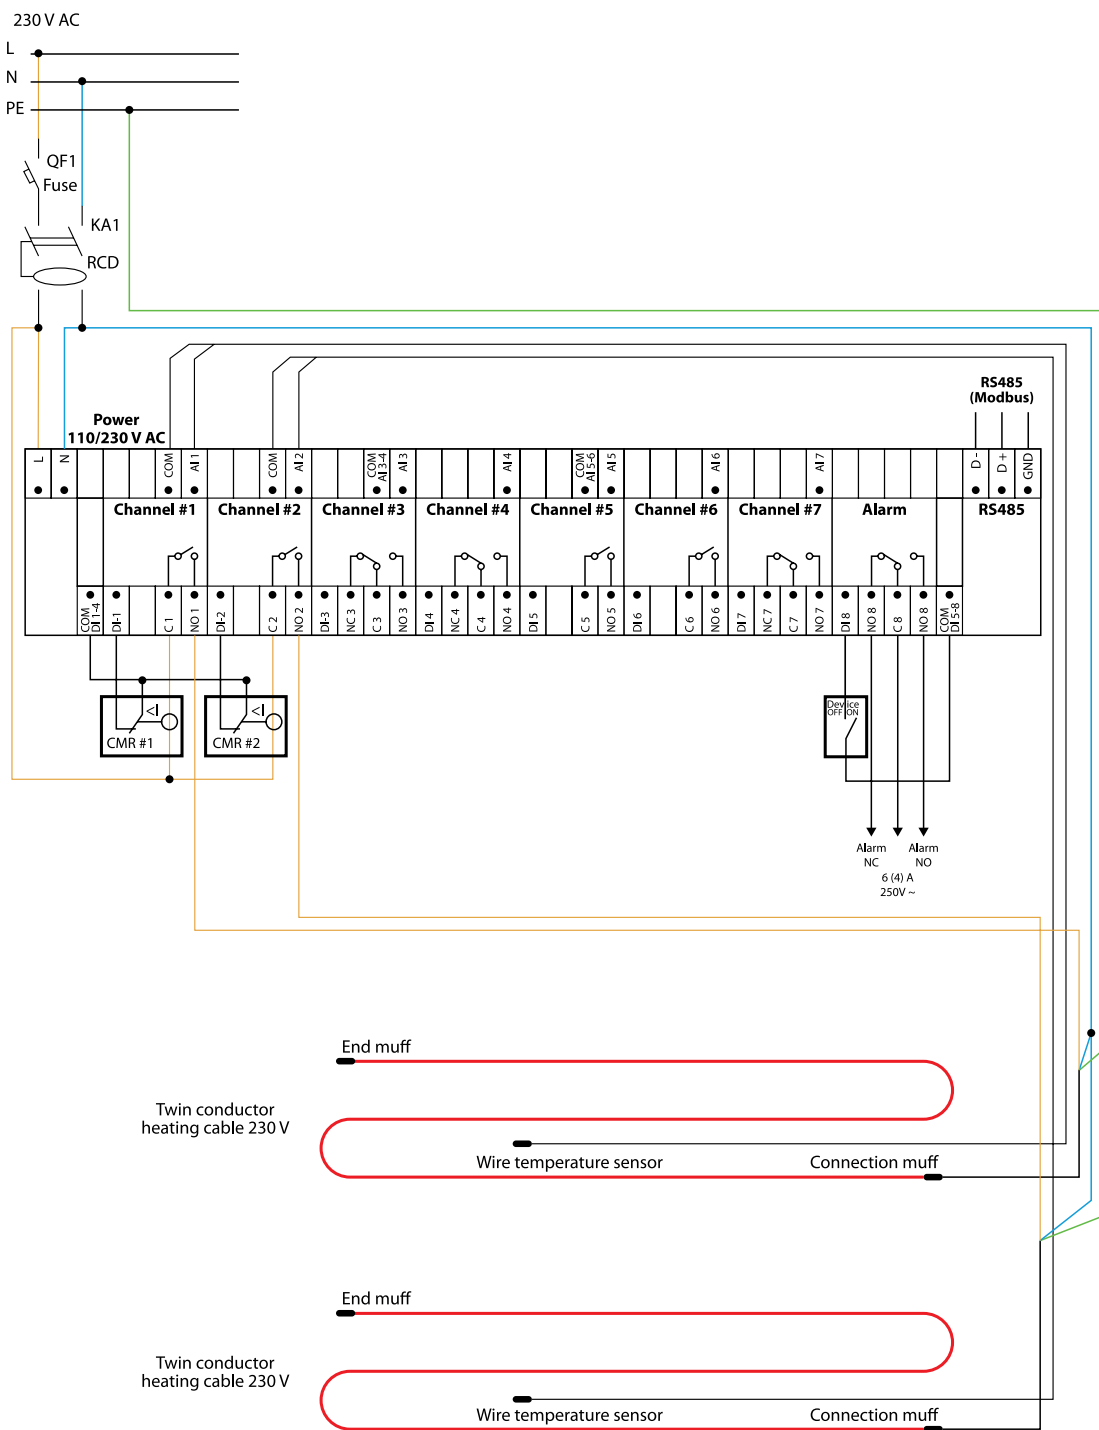 230 V AC
L
N
PE
QF1
Fuse
KA1
RCD
RS485
(Modbus)
Power
110/230 V AC
L
N
COM
AI 1
COM
AI 2
COM
AI 3-4
AI 3
AI 4
COM
AI 5-6
AI 5
AI 6
AI 7
D -
D +
GND
Channel #1
Channel #2
Channel #3
Channel #4
Channel #5
Channel #6
Channel #7
Alarm
RS485
COM
DI 1-4
DI-1
C 1
NO 1
DI-2
C 2
NO 2
DI-3
NC 3
C 3
NO 3
DI 4
NC 4
C 4
NO 4
DI 5
C 5
NO 5
DI 6
C 6
NO 6
DI 7
NC 7
C 7
NO 7
DI 8
NO 8
C 8
NO 8
COM
DI 5-8
<I
CMR #1
<I
CMR #2
Device
OFF ON
Alarm
NC
Alarm
NO
6 (4) A
250V ~
End muff
Twin conductor
heating cable 230 V
Wire temperature sensor
Connection muff
End muff
Twin conductor
heating cable 230 V
Wire temperature sensor
Connection muff